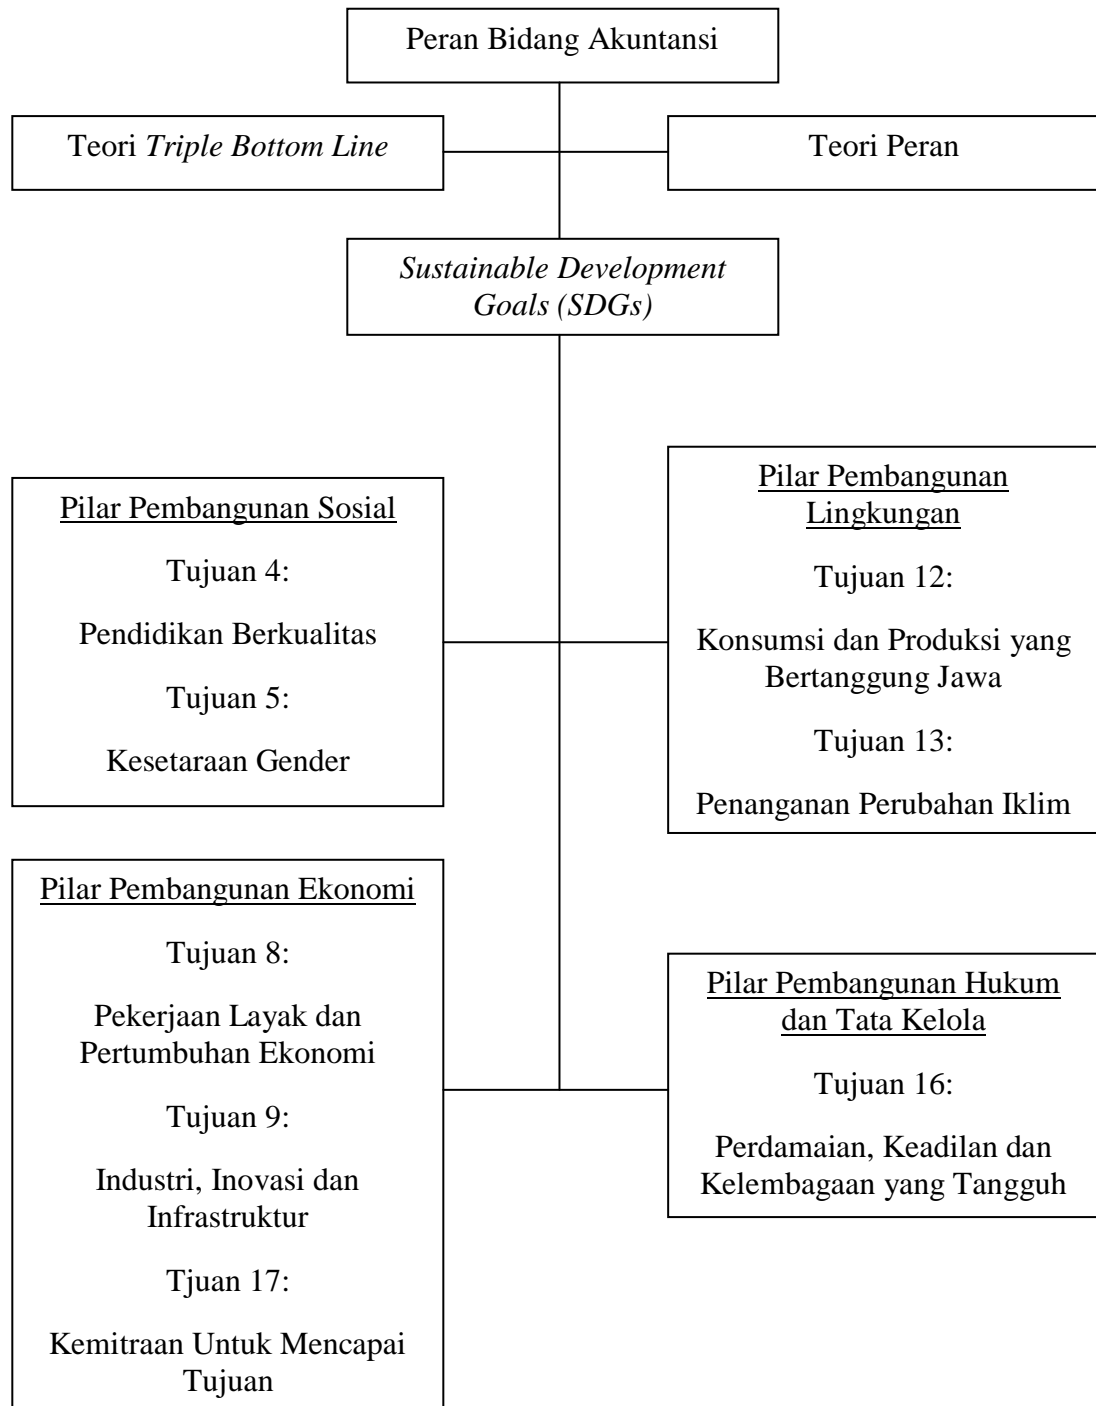 Peran Bidang Akuntansi
Teori Triple Bottom Line
Teori Peran
Sustainable Development
Goals (SDGs)
Pilar Pembangunan Sosial
Tujuan 4:
Pendidikan Berkualitas
Tujuan 5:
Kesetaraan Gender
Pilar Pembangunan
Lingkungan
Tujuan 12:
Konsumsi dan Produksi yang
Bertanggung Jawa
Tujuan 13:
Penanganan Perubahan Iklim
Pilar Pembangunan Ekonomi
Tujuan 8:
Pekerjaan Layak dan
Pertumbuhan Ekonomi
Tujuan 9:
Industri, Inovasi dan
Infrastruktur
Tjuan 17:
Kemitraan Untuk Mencapai
Tujuan
Pilar Pembangunan Hukum
dan Tata Kelola
Tujuan 16:
Perdamaian, Keadilan dan
Kelembagaan yang Tangguh